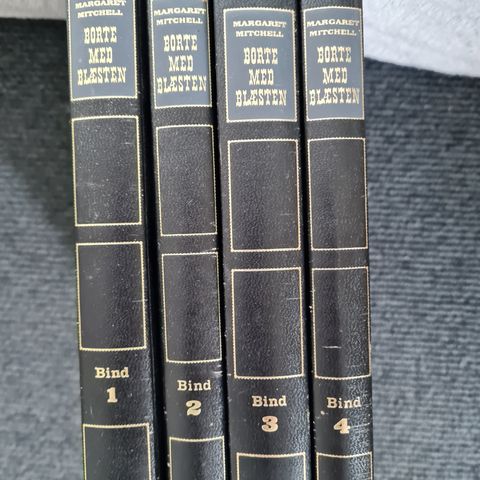 MARGARET
MITCHELL
BORTE
MED
BLÆSTEN
Bind
1
MARGARET
MITCHELL
BORTE
MED
BLÆSTEN
Bind
2
MARGARET
MITCHELL
BORTE
MED
BLÆSTEN
Bind
3
MARGARET
MITCHELL
BORTE
MED
BLÆSTEN
Bind
4